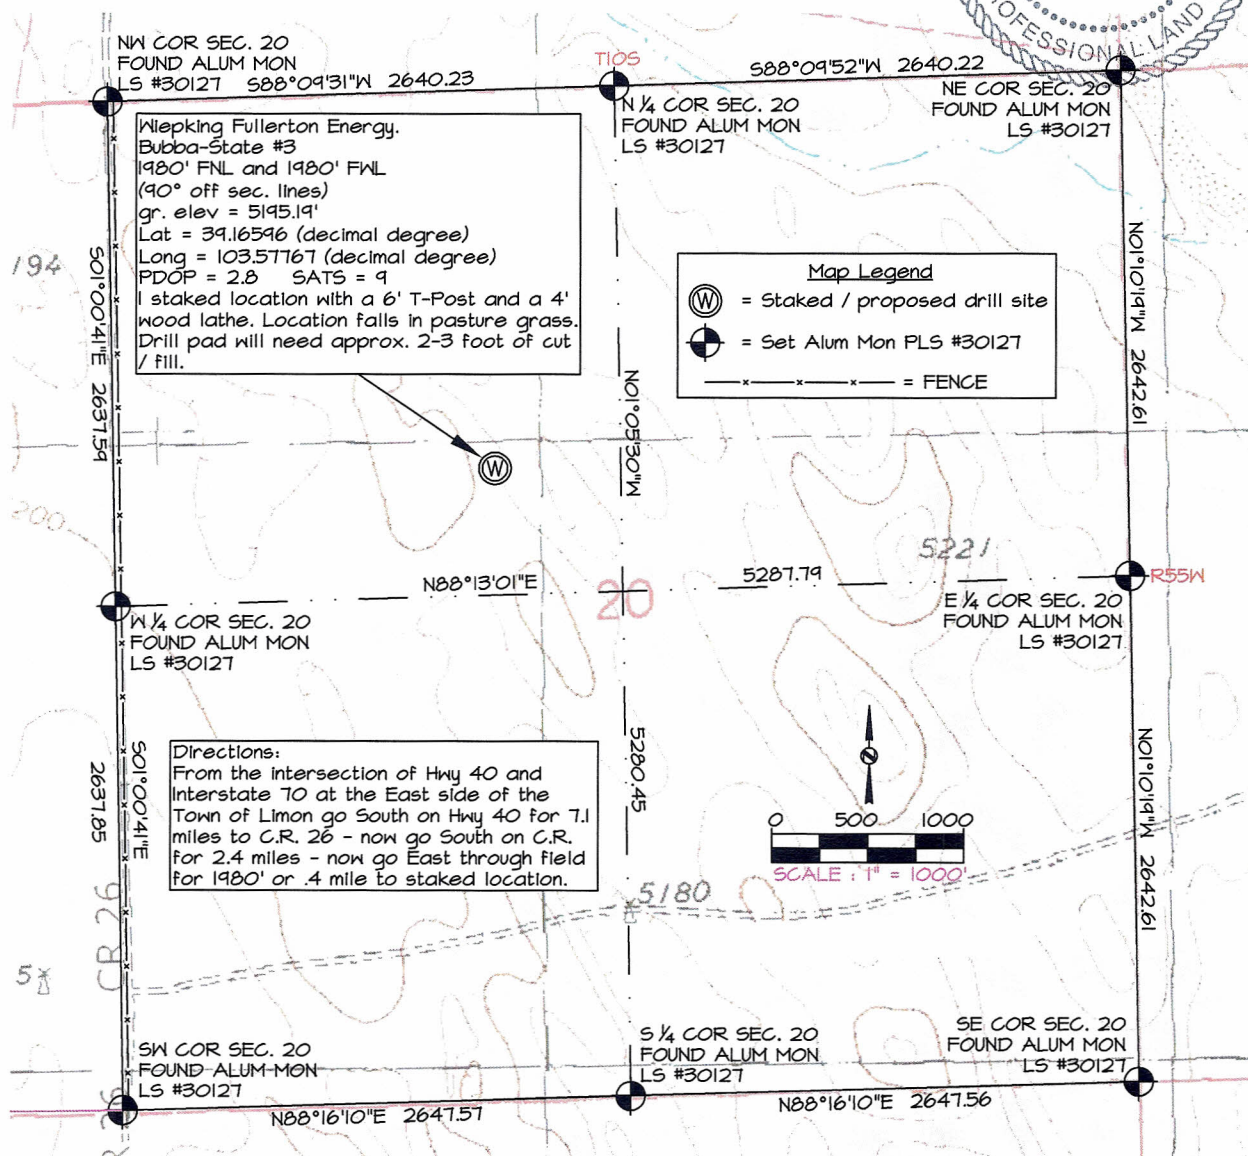 PROFESSIONAL LAND
NW COR SEC. 20
FOUND ALUM MON
LS #30127
S88°09'31"W 2640.23
T10S
S88°09'52"W 2640.22
N 1/4 COR SEC. 20
FOUND ALUM MON
LS #30127
NE COR SEC. 20
FOUND ALUM MON
LS #30127
Wiepking Fullerton Energy.
Bubba-State #3
1980' FNL and 1980' FWL
(90° off sec. lines)
gr. elev = 5195.19'
Lat = 39.16596 (decimal degree)
Long = 103.57767 (decimal degree)
PDOP = 2.8 SATS = 9
I staked location with a 6' T-Post and a 4'
wood lathe. Location falls in pasture grass.
Drill pad will need approx. 2-3 foot of cut
/ fill.
194
S01°00'41"E 2637.59
Map Legend
W = Staked / proposed drill site
= Set Alum Mon PLS #30127
= FENCE
N01°10'19"W 2642.61
N01°05'30"W
W
200
5221
N88°13'01"E
5287.79
R55W
20
W 1/4 COR SEC. 20
FOUND ALUM MON
LS #30127
E 1/4 COR SEC. 20
FOUND ALUM MON
LS #30127
Directions:
From the intersection of Hwy 40 and
Interstate 70 at the East side of the
Town of Limon go South on Hwy 40 for 7.1
miles to C.R. 26 - now go South on C.R.
for 2.4 miles - now go East through field
for 1980' or .4 mile to staked location.
2637.85
S01°00'41"E
5280.45
N
0 500 1000
SCALE : 1" = 1000'
N01°10'19"W 2642.61
5180
CR 26
5
SW COR SEC. 20
FOUND ALUM MON
LS #30127
S 1/4 COR SEC. 20
FOUND ALUM MON
LS #30127
SE COR SEC. 20
FOUND ALUM MON
LS #30127
N88°16'10"E 2647.57
N88°16'10"E 2647.56
R 26